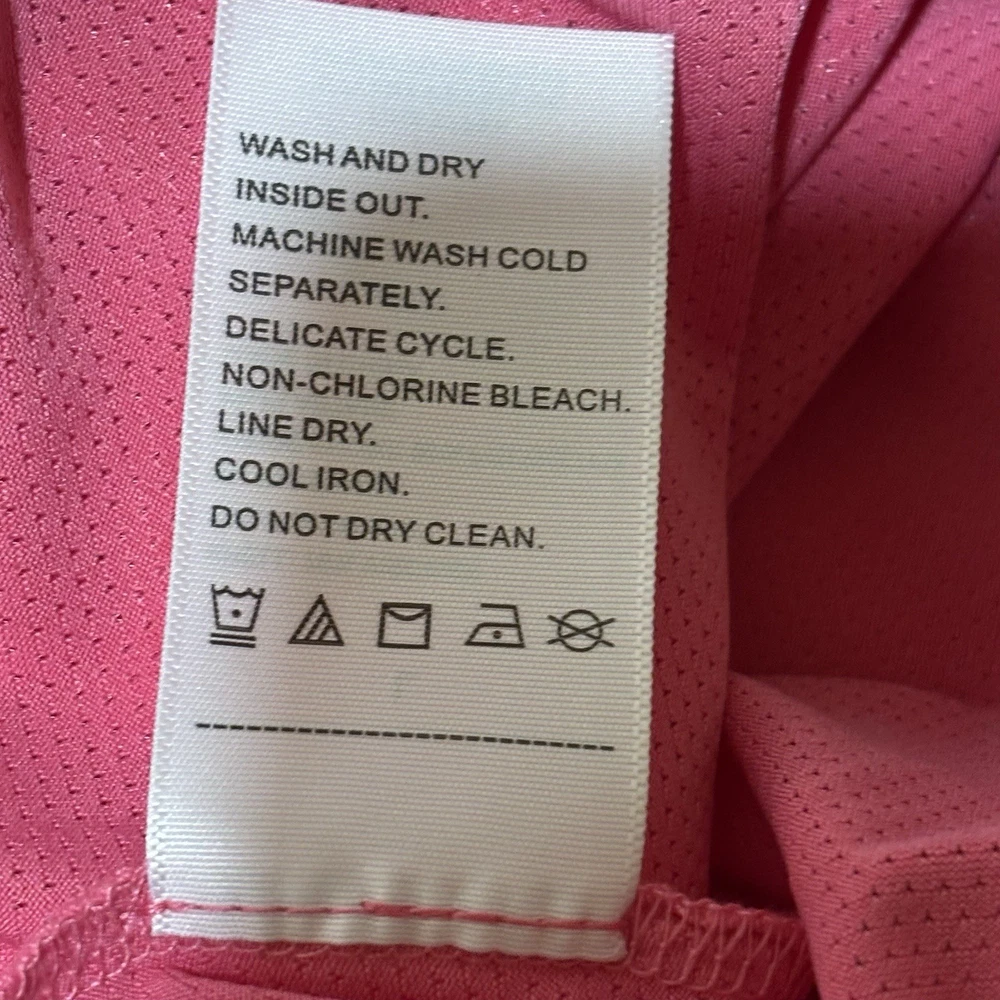 WASH AND DRY
INSIDE OUT.
MACHINE WASH COLD
SEPARATELY.
DELICATE CYCLE.
NON-CHLORINE BLEACH.
LINE DRY.
COOL IRON.
DO NOT DRY CLEAN.